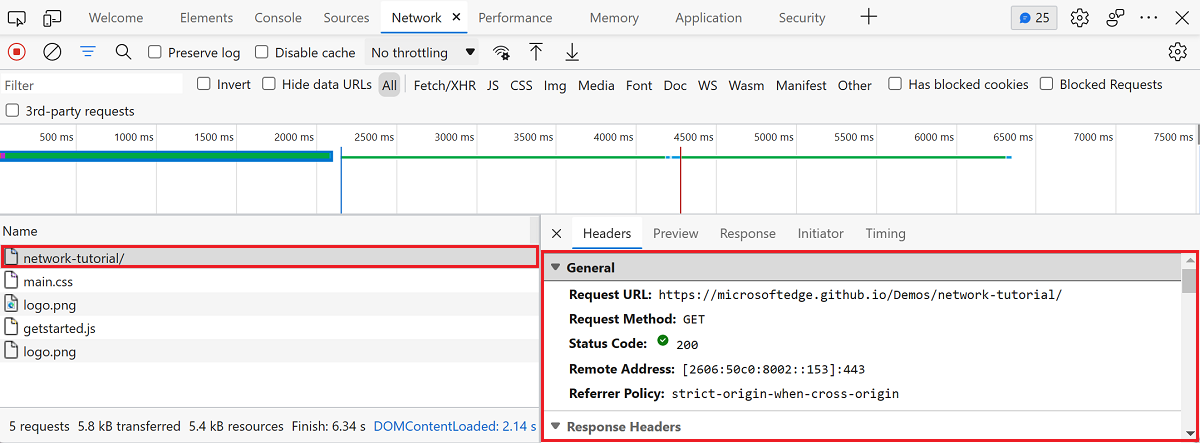 Welcome Elements Console Sources Network Performance Memory Application Security 25
Preserve log Disable cache No throttling
Filter Invert Hide data URLs All Fetch/XHR JS CSS Img Media Font Doc WS Wasm Manifest Other Has blocked cookies Blocked Requests
3rd-party requests
500 ms 1000 ms 1500 ms 2000 ms 2500 ms 3000 ms 3500 ms 4000 ms 4500 ms 5000 ms 5500 ms 6000 ms 6500 ms 7000 ms 7500 ms
Name
network-tutorial/
main.css
logo.png
getstarted.js
logo.png
5 requests 5.8 kB transferred 5.4 kB resources Finish: 6.34 s DOMContentLoaded: 2.14 s
Headers Preview Response Initiator Timing
General
Request URL: https://microsoftedge.github.io/Demos/network-tutorial/
Request Method: GET
Status Code: 200
Remote Address: [2606:50c0:8002::153]:443
Referrer Policy: strict-origin-when-cross-origin
Response Headers